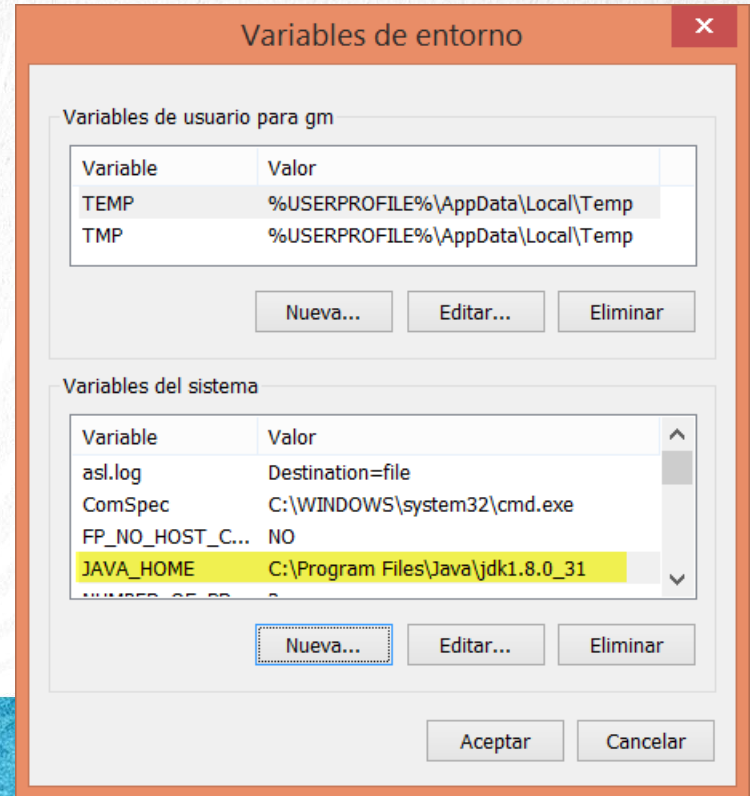 Variables de entorno
Variables de usuario para gm
Variable Valor
TEMP %USERPROFILE%\AppData\Local\Temp
TMP %USERPROFILE%\AppData\Local\Temp
Nueva... Editar... Eliminar
Variables del sistema
Variable Valor
asl.log Destination=file
ComSpec C:\WINDOWS\system32\cmd.exe
FP_NO_HOST_C... NO
JAVA_HOME C:\Program Files\Java\jdk1.8.0_31
Nueva... Editar... Eliminar
Aceptar Cancelar